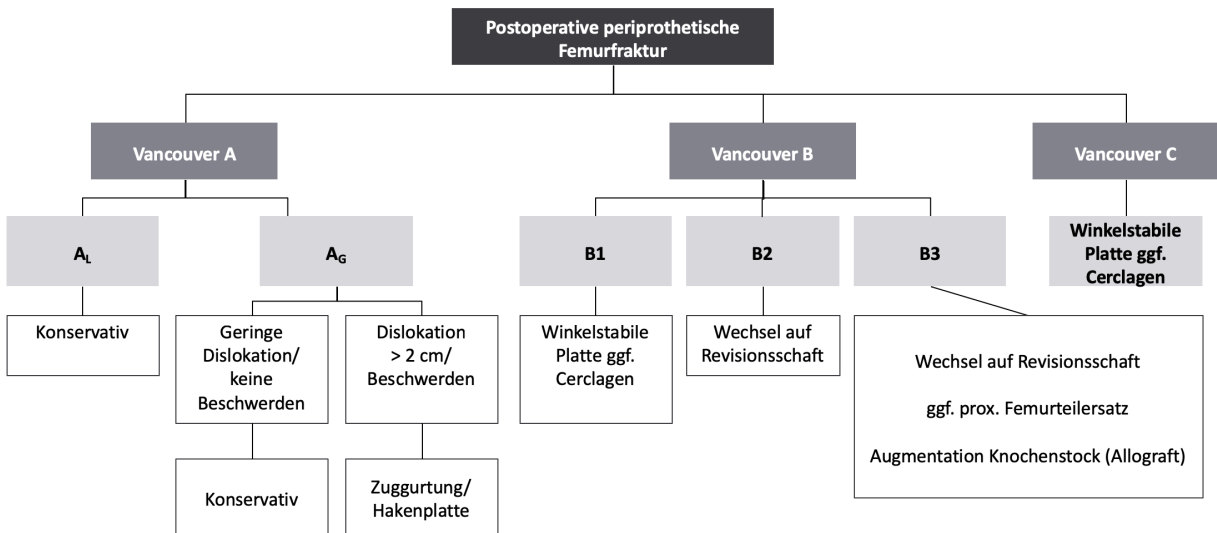 Postoperative periprothetische
Femurfraktur
Vancouver A
Vancouver B
Vancouver C
A_L
A_G
B1
B2
B3
Winkelstabile
Platte ggf.
Cerclagen
Konservativ
Geringe
Dislokation/
keine
Beschwerden
Dislokation
> 2 cm/
Beschwerden
Winkelstabile
Platte ggf.
Cerclagen
Wechsel auf
Revisionsschaft
Wechsel auf Revisionsschaft
ggf. prox. Femurteilersatz
Augmentation Knochenstock (Allograft)
Konservativ
Zuggurtung/
Hakenplatte